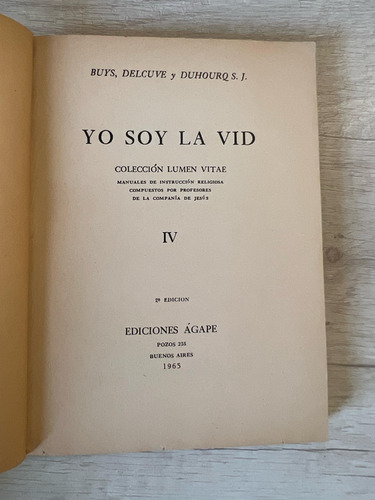 BUYS, DELCUVE y DUHOURQ S. J.
YO SOY LA VID
COLECCIÓN LUMEN VITAE
MANUALES DE INSTRUCCIÓN RELIGIOSA
COMPUESTOS POR PROFESORES
DE LA COMPAÑÍA DE JESÚS
IV
2ª EDICION
EDICIONES ÁGAPE
POZOS 235
BUENOS AIRES
1965